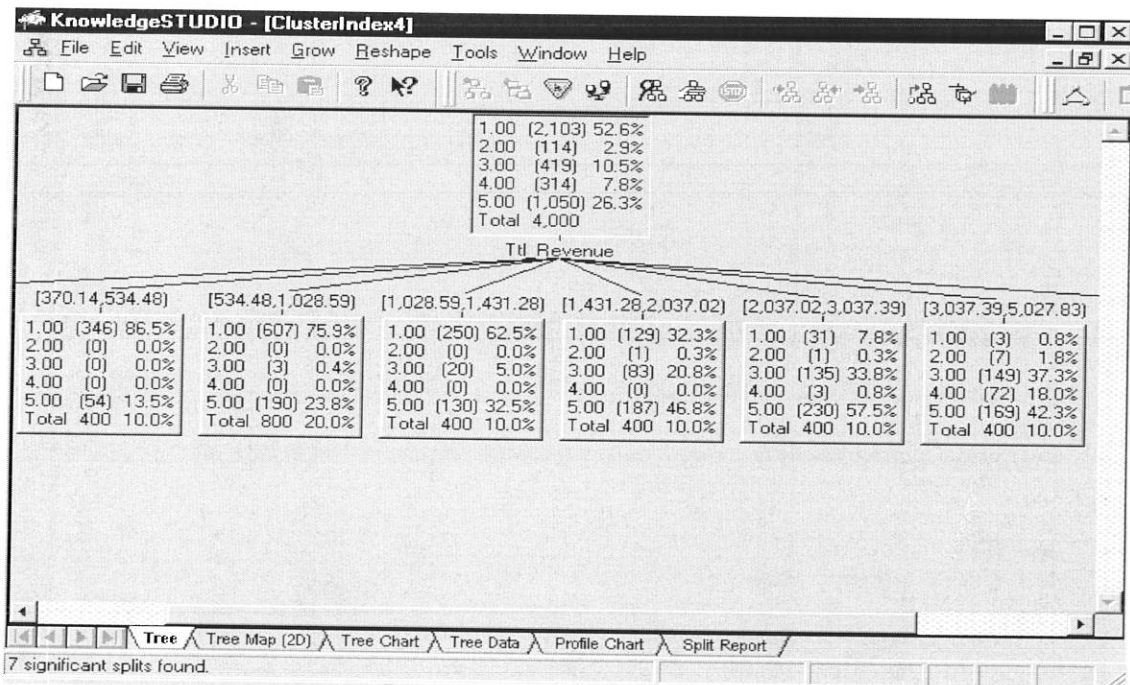 KnowledgeSTUDIO - [ClusterIndex4]
File Edit View Insert Grow Reshape Tools Window Help
1.00 (2,103) 52.6%
2.00 (114) 2.9%
3.00 (419) 10.5%
4.00 (314) 7.8%
5.00 (1,050) 26.3%
Total 4,000
Ttl_Revenue
[370.14,534.48)
1.00 (346) 86.5%
2.00 (0) 0.0%
3.00 (0) 0.0%
4.00 (0) 0.0%
5.00 (54) 13.5%
Total 400 10.0%
[534.48,1,028.59)
1.00 (607) 75.9%
2.00 (0) 0.0%
3.00 (3) 0.4%
4.00 (0) 0.0%
5.00 (190) 23.8%
Total 800 20.0%
[1,028.59,1,431.28)
1.00 (250) 62.5%
2.00 (0) 0.0%
3.00 (20) 5.0%
4.00 (0) 0.0%
5.00 (130) 32.5%
Total 400 10.0%
[1,431.28,2,037.02)
1.00 (129) 32.3%
2.00 (1) 0.3%
3.00 (83) 20.8%
4.00 (0) 0.0%
5.00 (187) 46.8%
Total 400 10.0%
[2,037.02,3,037.39)
1.00 (31) 7.8%
2.00 (1) 0.3%
3.00 (135) 33.8%
4.00 (3) 0.8%
5.00 (230) 57.5%
Total 400 10.0%
[3,037.39,5,027.83)
1.00 (3) 0.8%
2.00 (7) 1.8%
3.00 (149) 37.3%
4.00 (72) 18.0%
5.00 (169) 42.3%
Total 400 10.0%
Tree Tree Map (2D) Tree Chart Tree Data Profile Chart Split Report
7 significant splits found.